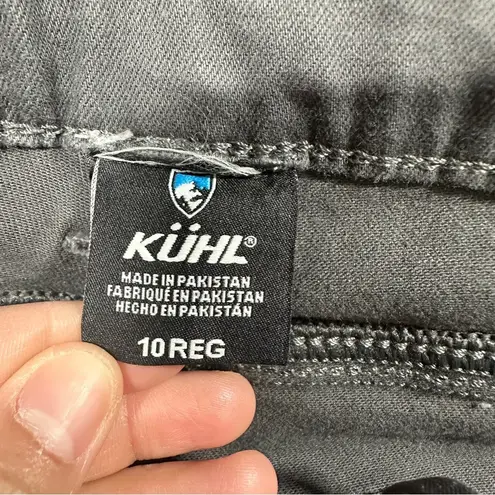 KÜHL®
MADE IN PAKISTAN
FABRIQUÉ EN PAKISTAN
HECHO EN PAKISTÁN
10 REG